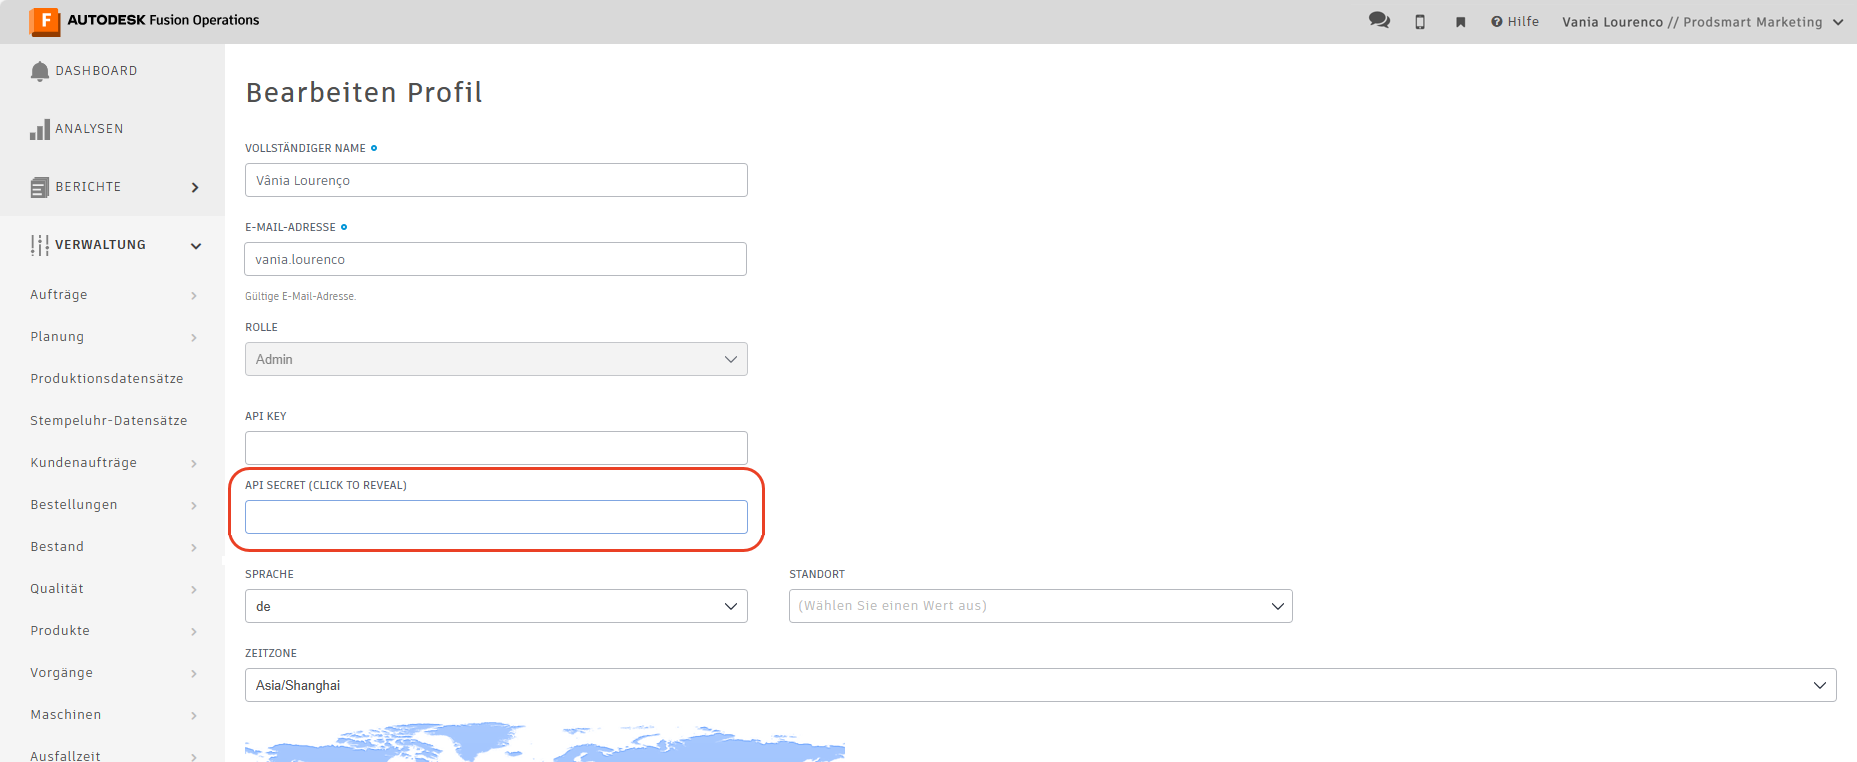 F AUTODESK Fusion Operations
Hilfe
Vania Lourenco // Prodsmart Marketing
DASHBOARD
ANALYSEN
BERICHTE
VERWALTUNG
Aufträge
Planung
Produktionsdatensätze
Stempeluhr-Datensätze
Kundenaufträge
Bestellungen
Bestand
Qualität
Produkte
Vorgänge
Maschinen
Ausfallzeit
Bearbeiten Profil
VOLLSTÄNDIGER NAME
Vânia Lourenço
E-MAIL-ADRESSE
vania.lourenco
Gültige E-Mail-Adresse.
ROLLE
Admin
API KEY
API SECRET (CLICK TO REVEAL)
SPRACHE
de
STANDORT
(Wählen Sie einen Wert aus)
ZEITZONE
Asia/Shanghai